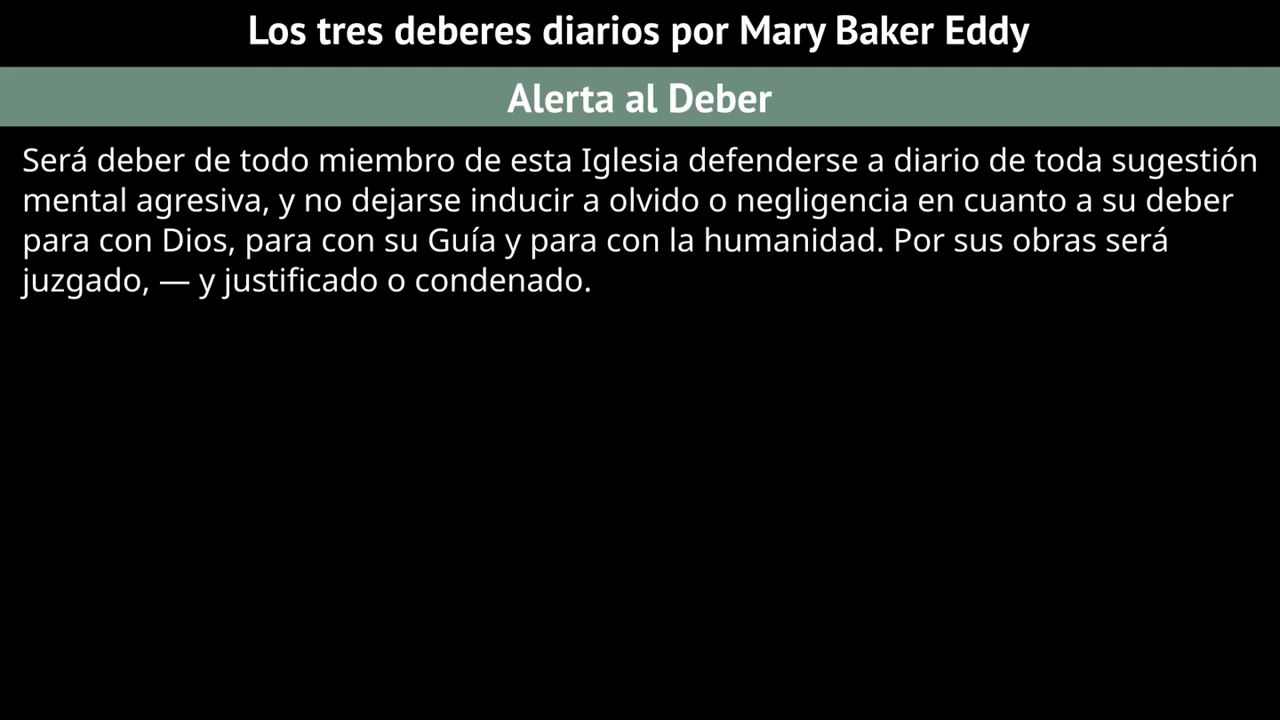 Los tres deberes diarios por Mary Baker Eddy
Alerta al Deber
Será deber de todo miembro de esta Iglesia defenderse a diario de toda sugestión
mental agresiva, y no dejarse inducir a olvido o negligencia en cuanto a su deber
para con Dios, para con su Guía y para con la humanidad. Por sus obras será
juzgado, — y justificado o condenado.